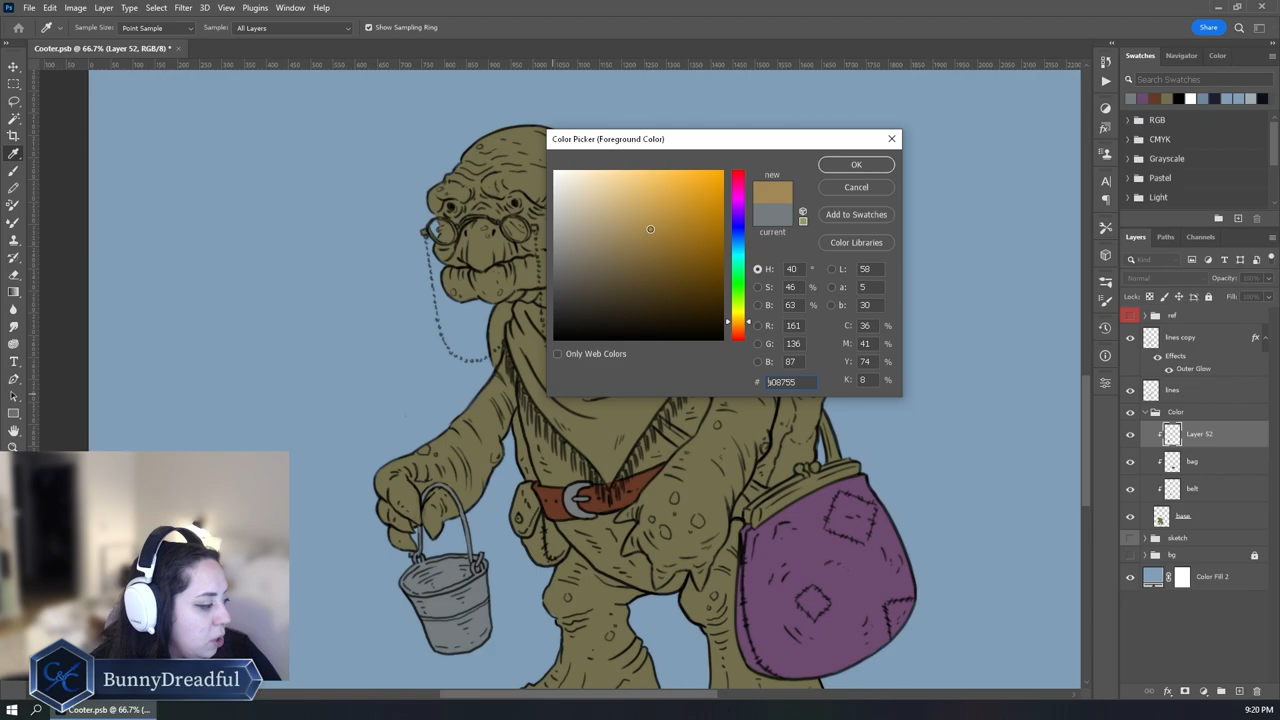 Ps File Edit Image Layer Type Select Filter 3D View Plugins Window Help
Sample Size: Point Sample Sample: All Layers Show Sampling Ring Share
Cooter.psb @ 66.7% (Layer 52, RGB/8) * ×
Swatches Navigator Color
Search Swatches
RGB
CMYK
Grayscale
Pastel
Light
Color Picker (Foreground Color)
new
current
OK
Cancel
Add to Swatches
Color Libraries
H: 40 ° L: 58
S: 46 % a: 5
B: 63 % b: 30
R: 161 C: 36 %
G: 136 M: 41 %
B: 87 Y: 74 %
# a08755 K: 8 %
Only Web Colors
Layers Paths Channels
Kind
Normal Opacity:
Lock: Fill:
ref
lines copy fx
Effects
Outer Glow
lines
Color
Layer 52
bag
belt
base
sketch
bg
Color Fill 2
C&C
BunnyDreadful
Cooter.psb @ 66.7% (...
9:20 PM